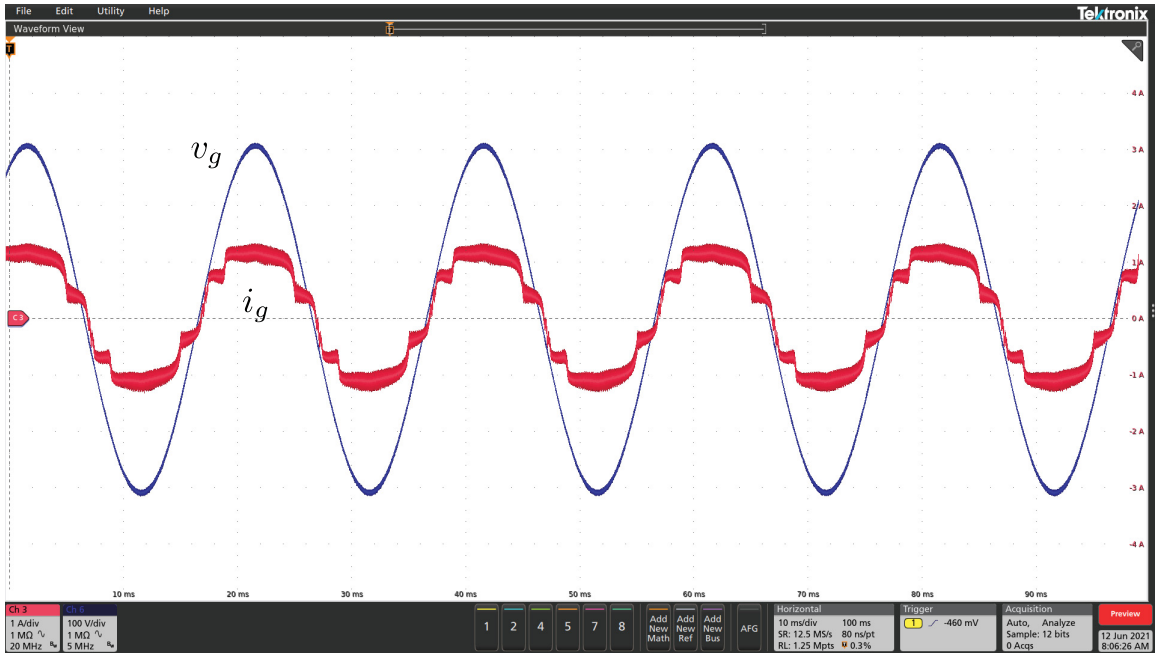 File Edit Utility Help
Tektronix
Waveform View
T
T
4 A
v_g
3 A
2 A
1 A
i_g
C 3
0 A
-1 A
-2 A
-3 A
-4 A
10 ms 20 ms 30 ms 40 ms 50 ms 60 ms 70 ms 80 ms 90 ms
Ch 3
1 A/div
1 MΩ
20 MHz Bw
Ch 6
100 V/div
1 MΩ
5 MHz Bw
1 2 4 5 7 8
Add
New
Math
Add
New
Ref
Add
New
Bus
AFG
Horizontal
10 ms/div 100 ms
SR: 12.5 MS/s 80 ns/pt
RL: 1.25 Mpts 0.3%
Trigger
1 -460 mV
Acquisition
Auto, Analyze
Sample: 12 bits
0 Acqs
Preview
12 Jun 2021
8:06:26 AM